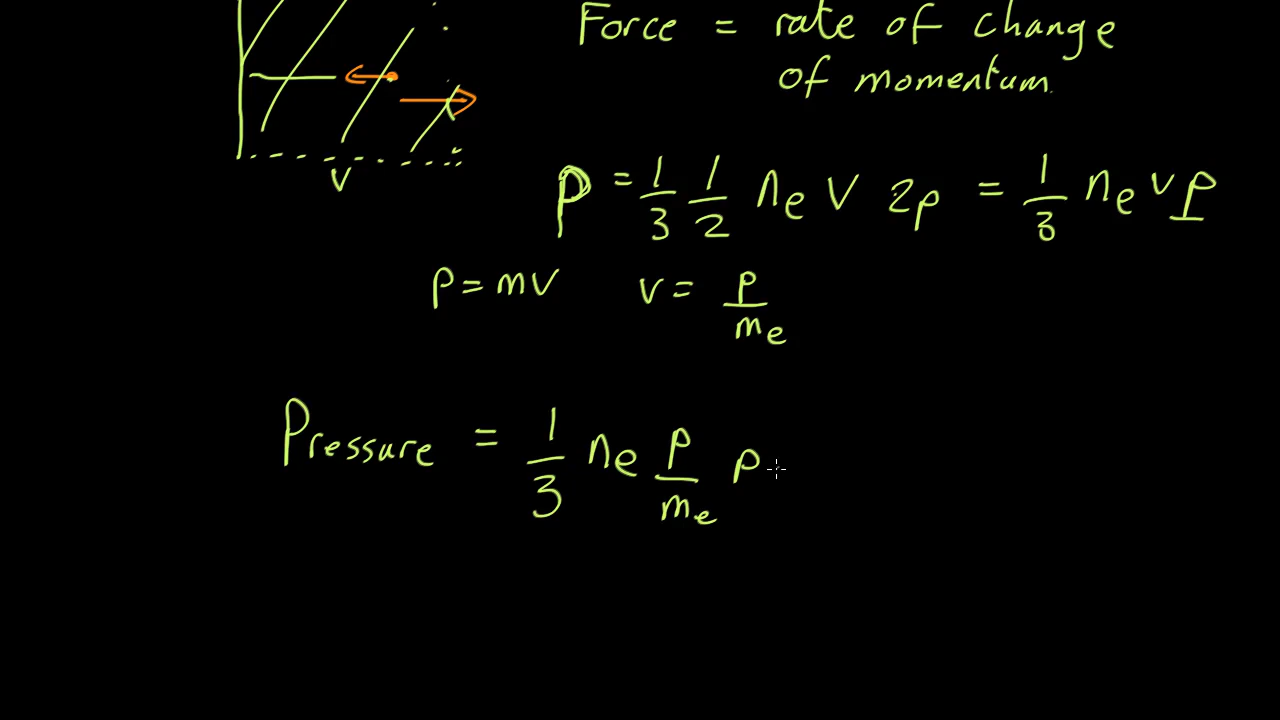 Force = rate of change
of momentum.
v
P = 1/3 1/2 nₑ v 2p = 1/3 nₑ v p
p = mv v = p/mₑ
Pressure = 1/3 nₑ p/mₑ p